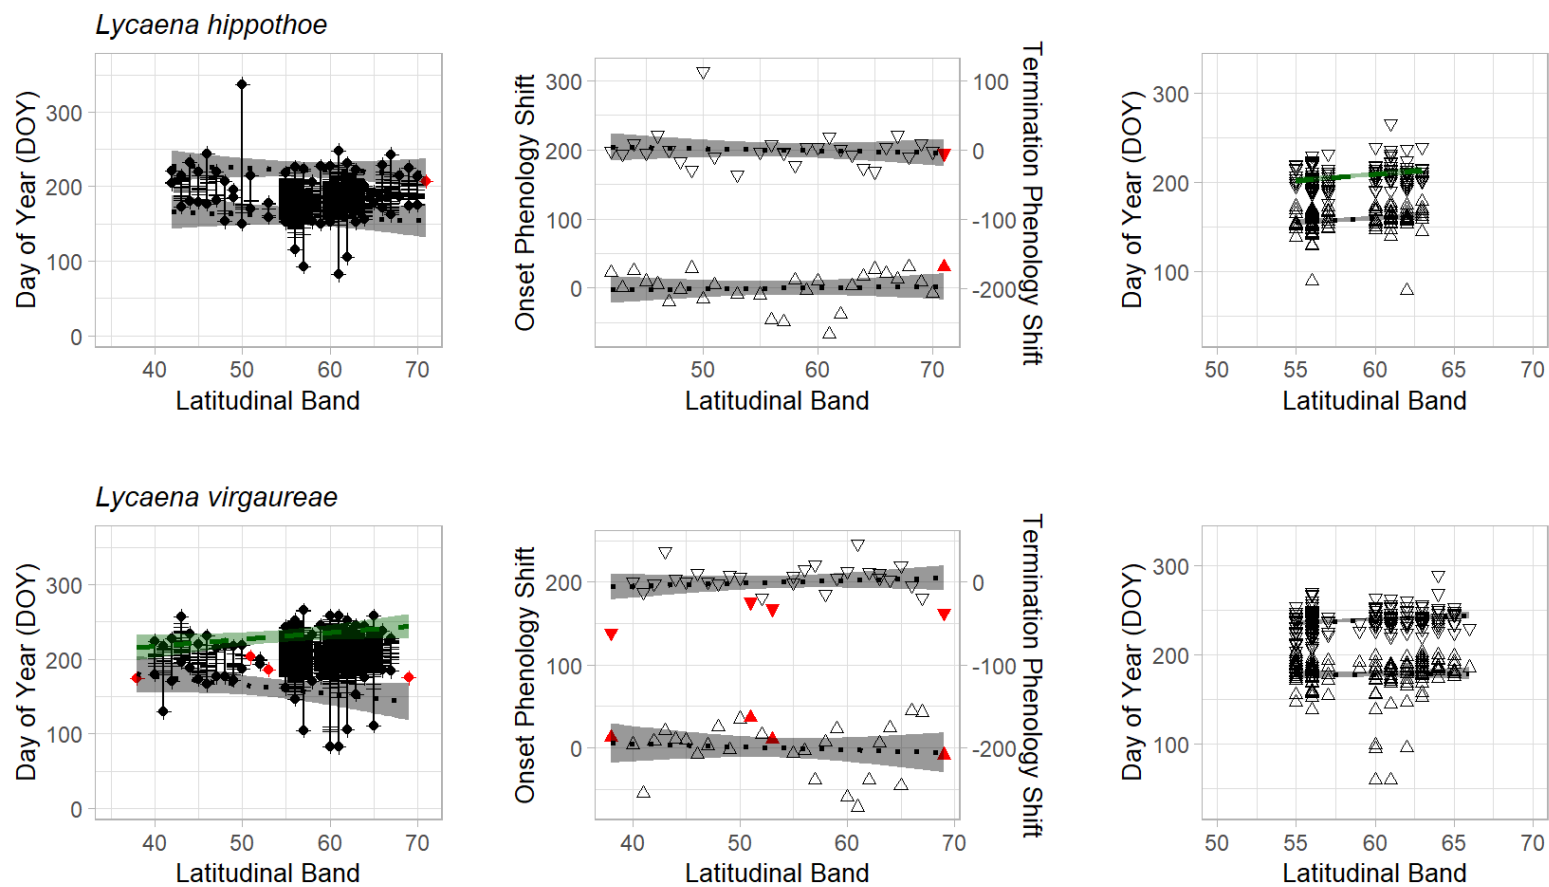 Lycaena hippothoe
Day of Year (DOY)
300
200
100
0
40 50 60 70
Latitudinal Band
Onset Phenology Shift
300
200
100
0
Termination Phenology Shift
100
0
-100
-200
50 60 70
Latitudinal Band
Day of Year (DOY)
300
200
100
50 55 60 65 70
Latitudinal Band
Lycaena virgaureae
Day of Year (DOY)
300
200
100
0
40 50 60 70
Latitudinal Band
Onset Phenology Shift
200
100
0
Termination Phenology Shift
0
-100
-200
40 50 60 70
Latitudinal Band
Day of Year (DOY)
300
200
100
50 55 60 65 70
Latitudinal Band